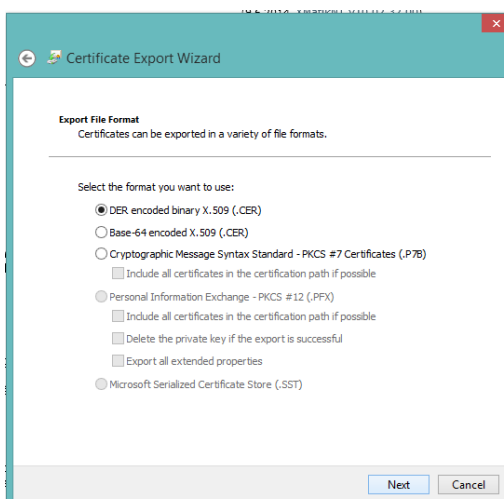 Certificate Export Wizard
Export File Format
Certificates can be exported in a variety of file formats.
Select the format you want to use:
DER encoded binary X.509 (.CER)
Base-64 encoded X.509 (.CER)
Cryptographic Message Syntax Standard - PKCS #7 Certificates (.P7B)
Include all certificates in the certification path if possible
Personal Information Exchange - PKCS #12 (.PFX)
Include all certificates in the certification path if possible
Delete the private key if the export is successful
Export all extended properties
Microsoft Serialized Certificate Store (.SST)
Next Cancel